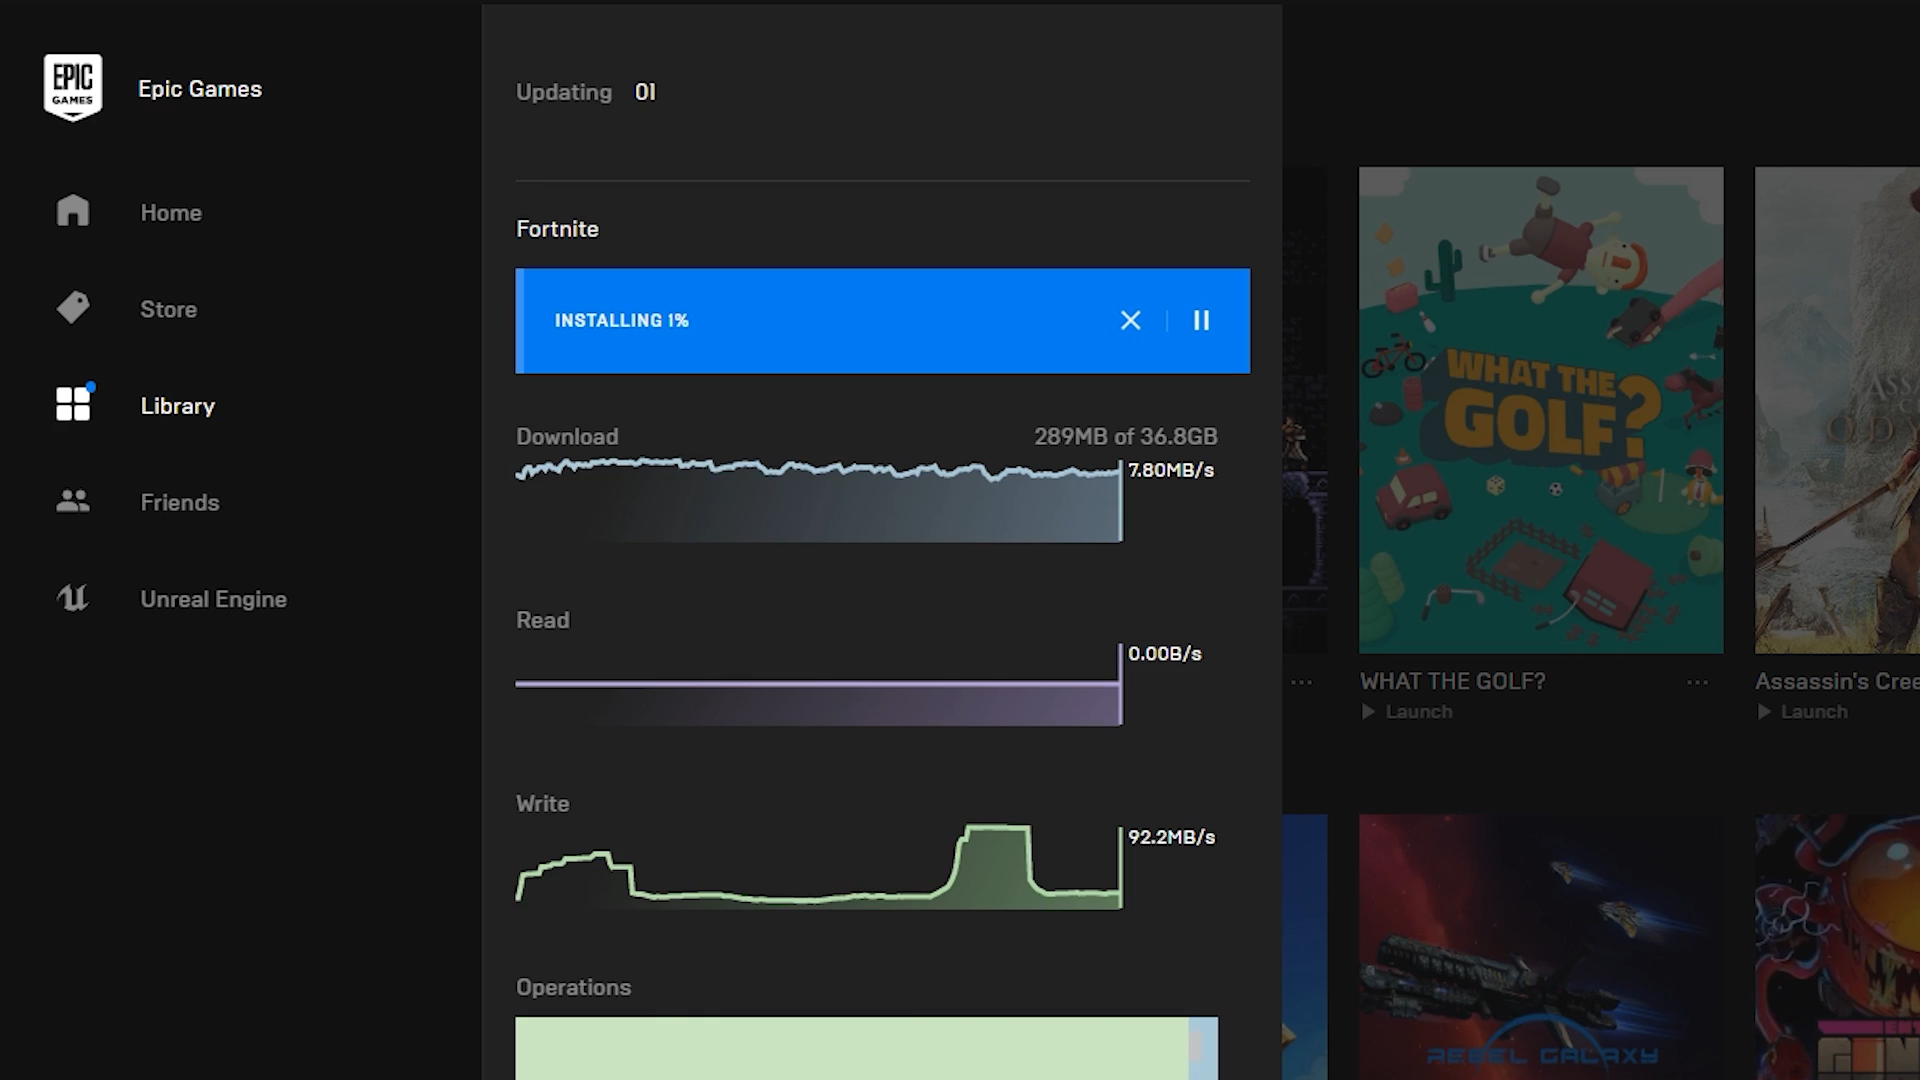 EPIC
GAMES
Epic Games
Home
Store
Library
Friends
Unreal Engine
Updating 01
Fortnite
INSTALLING 1%
Download 289MB of 36.8GB
7.80MB/s
Read
0.00B/s
Write
92.2MB/s
Operations
WHAT THE
GOLF?
WHAT THE GOLF?
Launch
Assassin's Cree
Launch
REBEL GALAXY